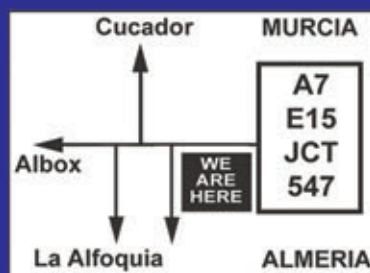 Cucador MURCIA
A7
E15
JCT
547
Albox
WE
ARE
HERE
La Alfoquia ALMERIA